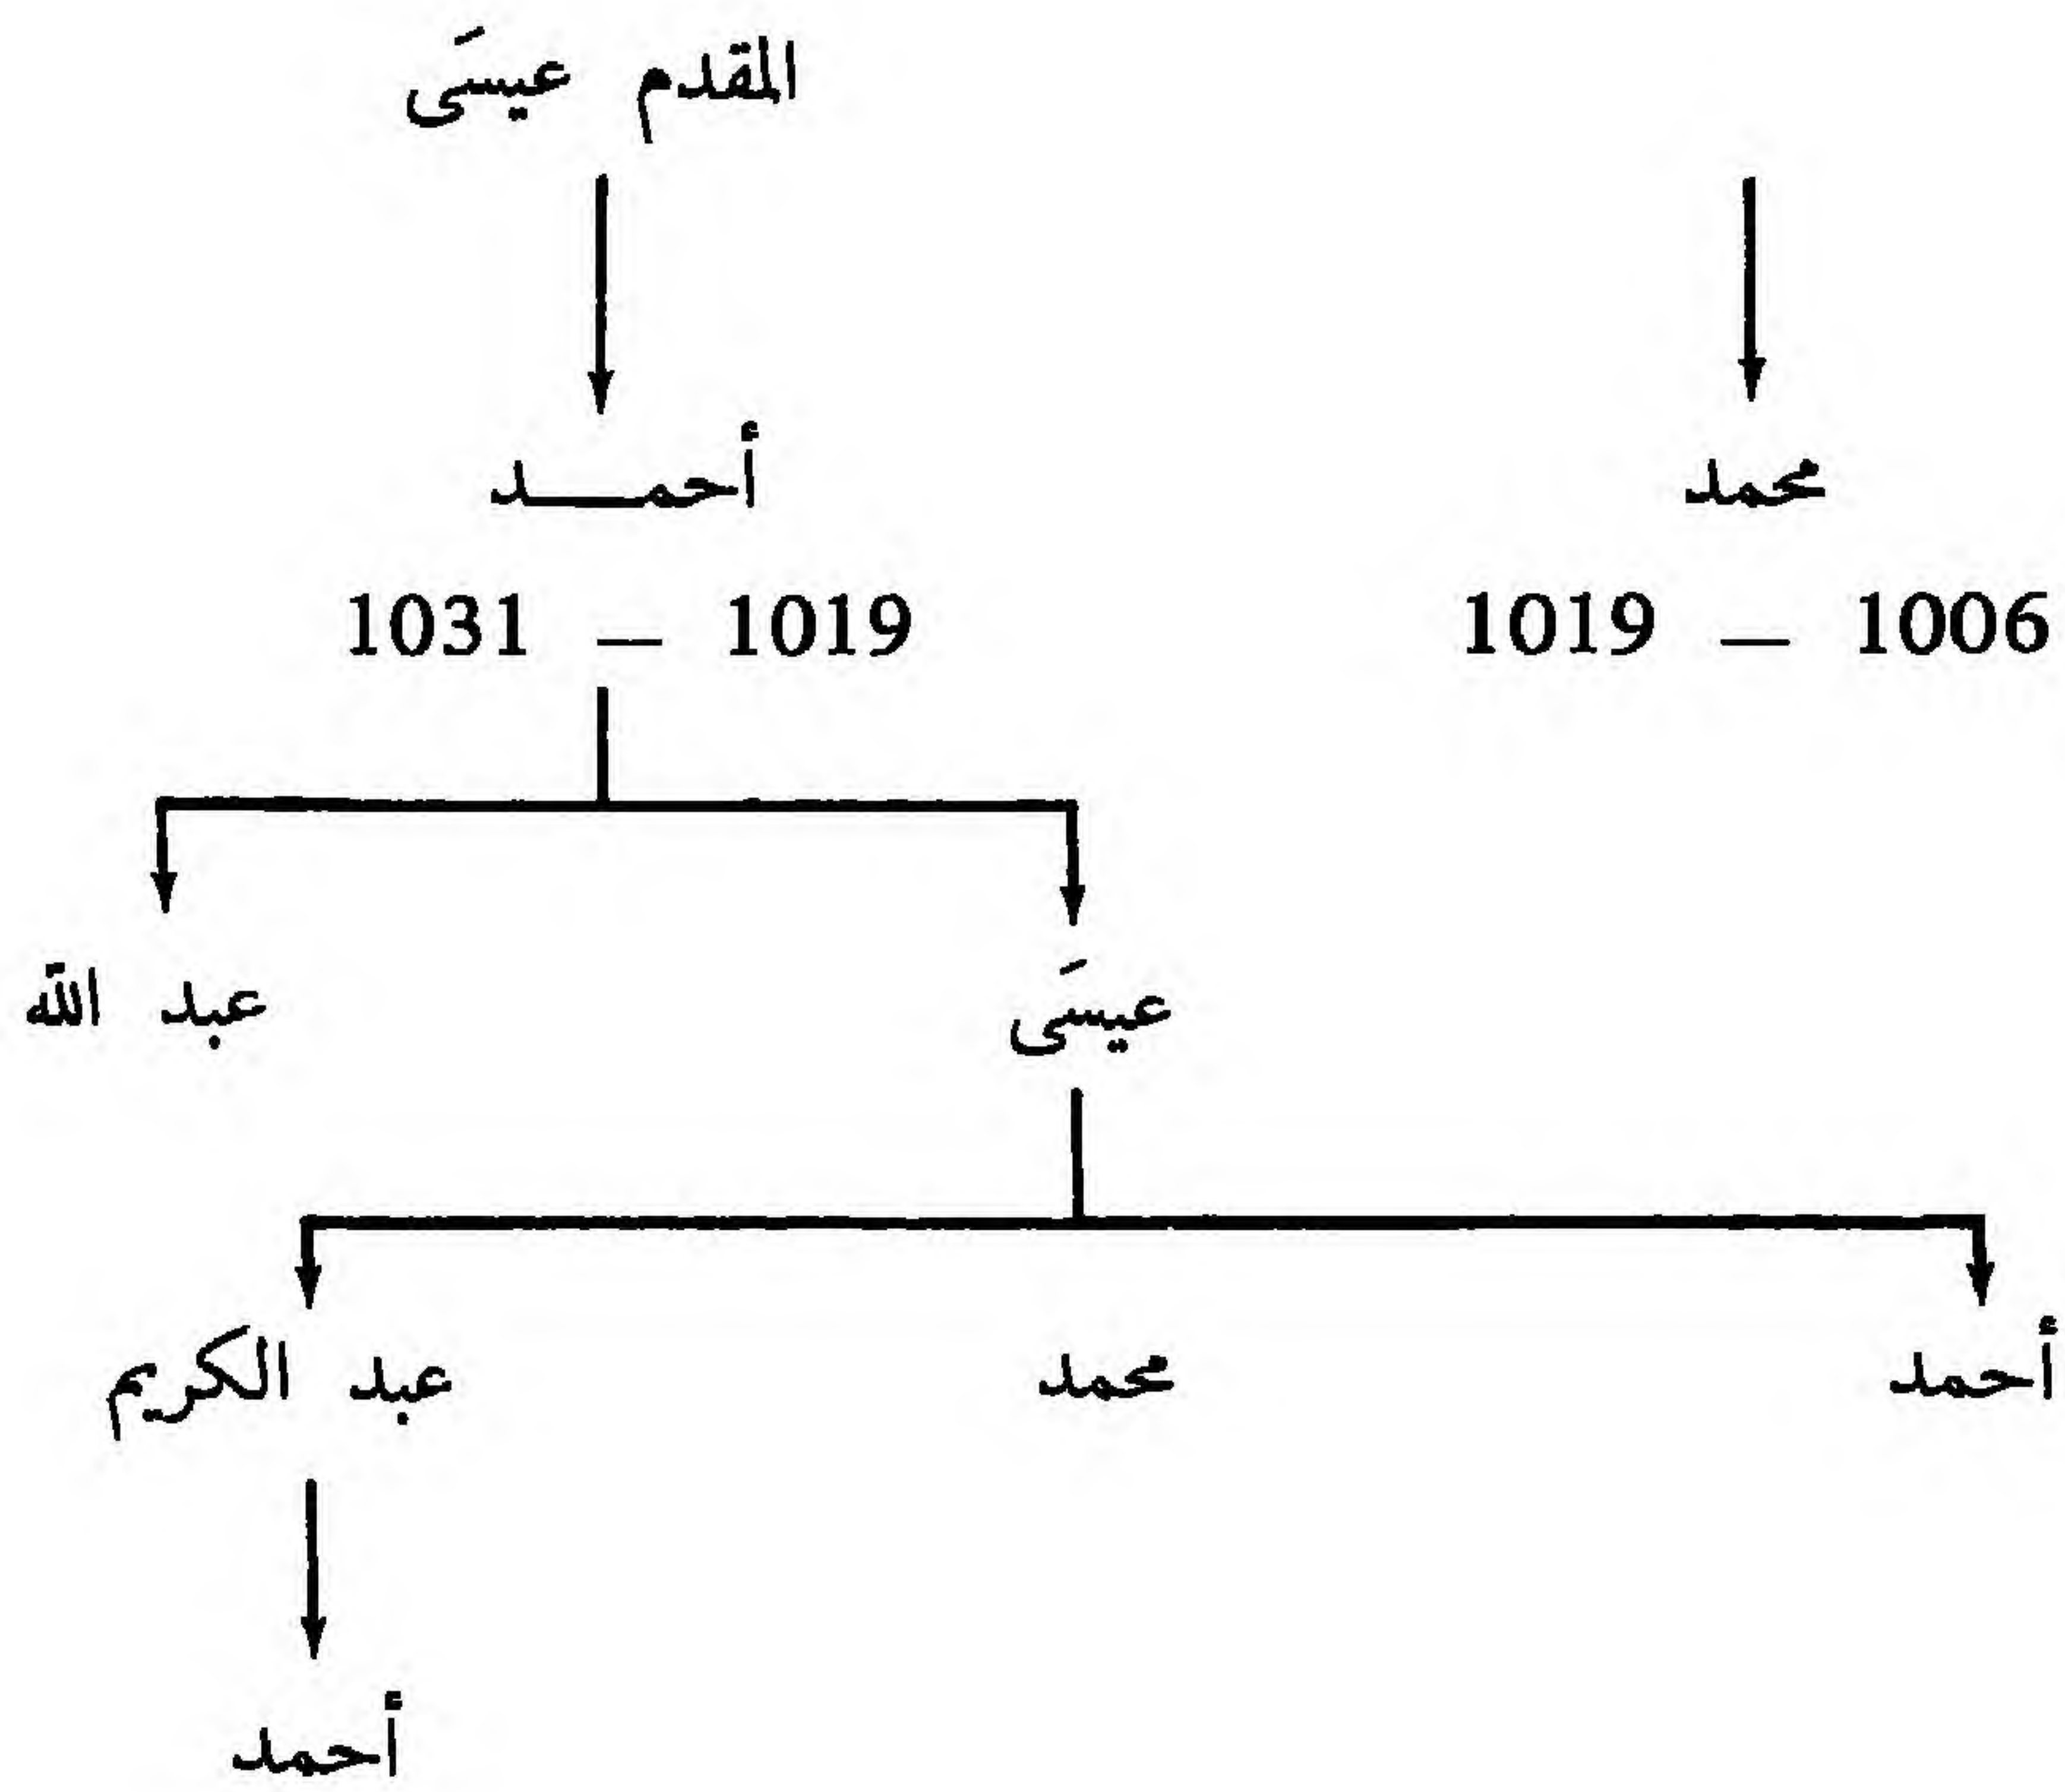 المقدم عيسَى
محمد أحمـــد
1006 — 1019 1019 — 1031
عيسَى عبد الله
أحمد محمد عبد الكريم
أحمد